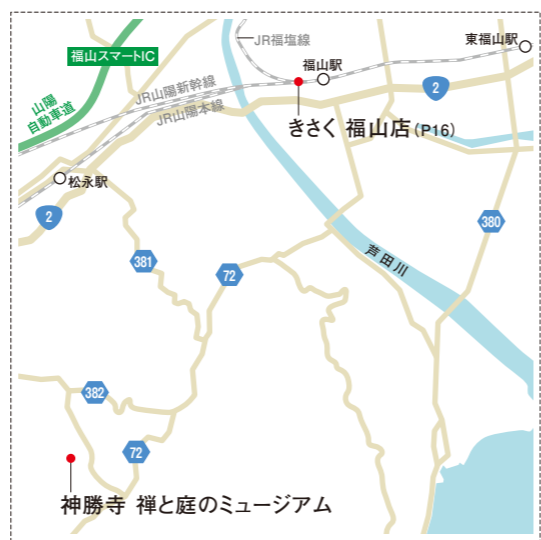 JR福塩線
東福山駅
福山スマートIC
福山駅
山陽
自動車道
JR山陽新幹線
JR山陽本線
2
きさく 福山店(P16)
松永駅
2
380
381
72
芦田川
382
72
神勝寺 禅と庭のミュージアム